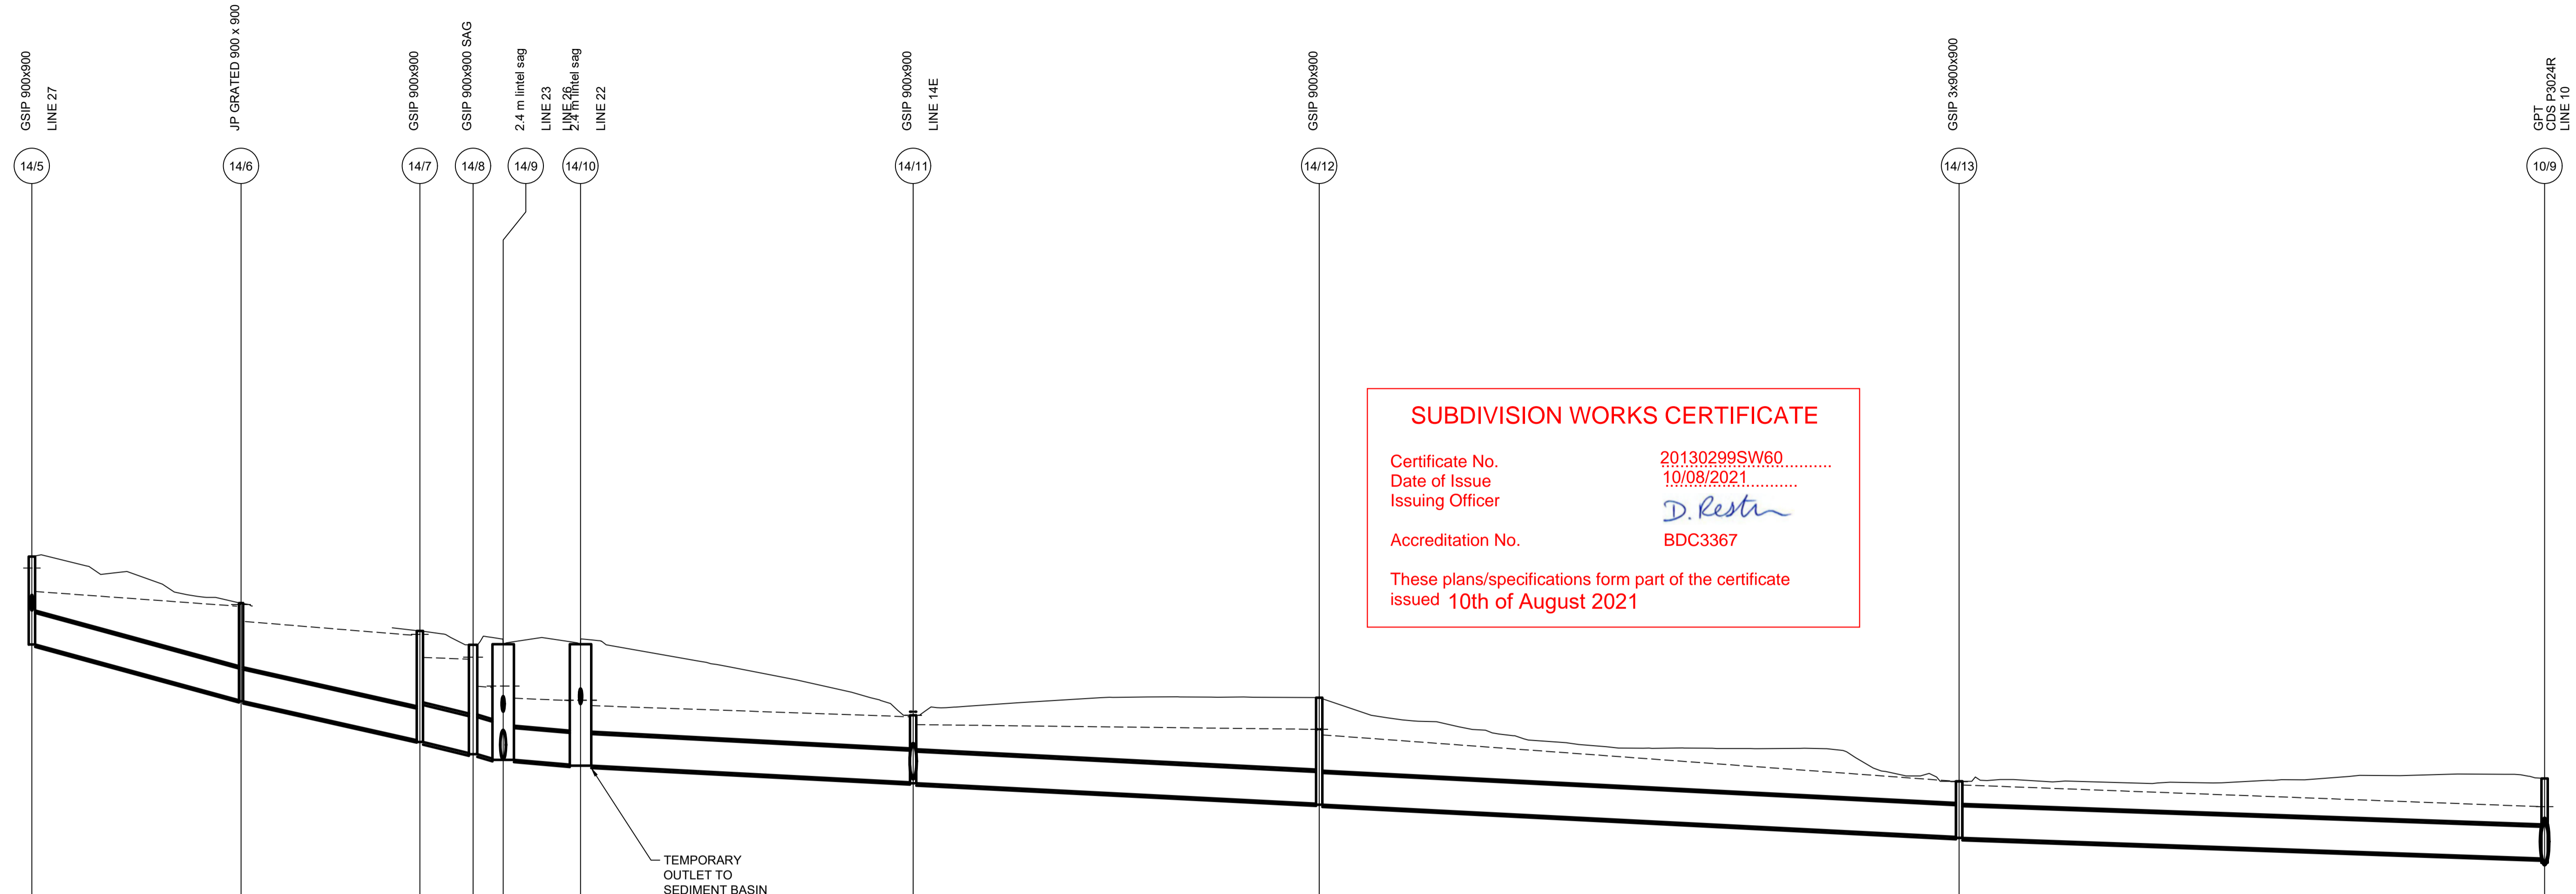 GSIP 900x900
LINE 27
JP GRATED 900 x 900
GSIP 900x900
GSIP 900x900 SAG
2.4 m lintel sag
LINE 23
LINE 26
2.4 m lintel sag
LINE 22
GSIP 900x900
LINE 14E
GSIP 900x900
GSIP 3x900x900
GPT
CDS P3024R
LINE 10
14/5
14/6
14/7
14/8
14/9
14/10
14/11
14/12
14/13
10/9
SUBDIVISION WORKS CERTIFICATE
Certificate No. 20130299SW60
Date of Issue 10/08/2021
Issuing Officer
Accreditation No. BDC3367
These plans/specifications form part of the certificate
issued 10th of August 2021
TEMPORARY
OUTLET TO
SEDIMENT BASIN